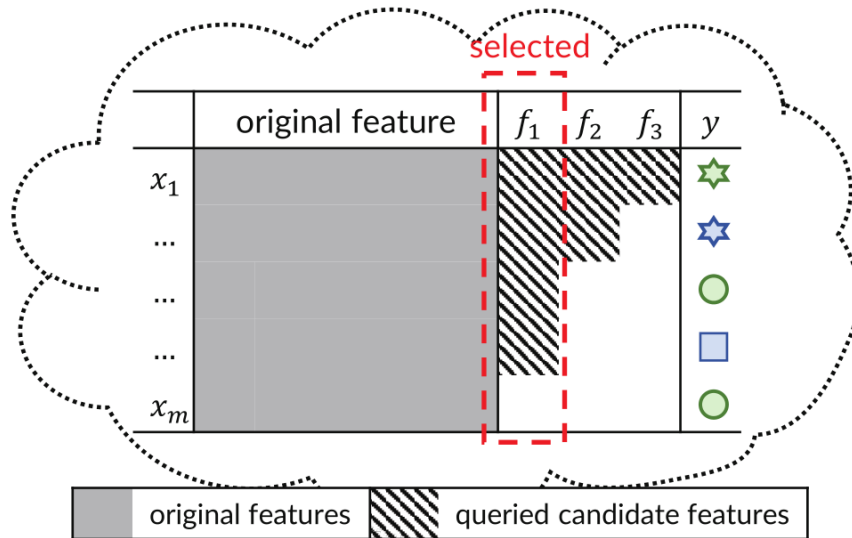 selected
original feature f₁ f₂ f₃ y
x₁
...
...
...
xₘ
original features queried candidate features